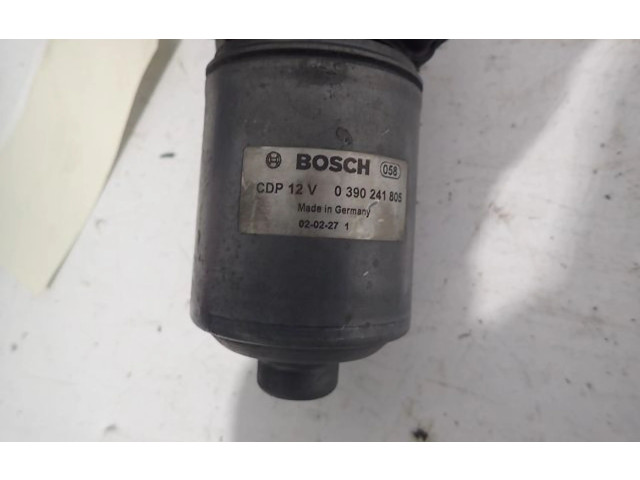 BOSCH 058
CDP 12 V 0 390 241 805
Made in Germany
02-02-27 1